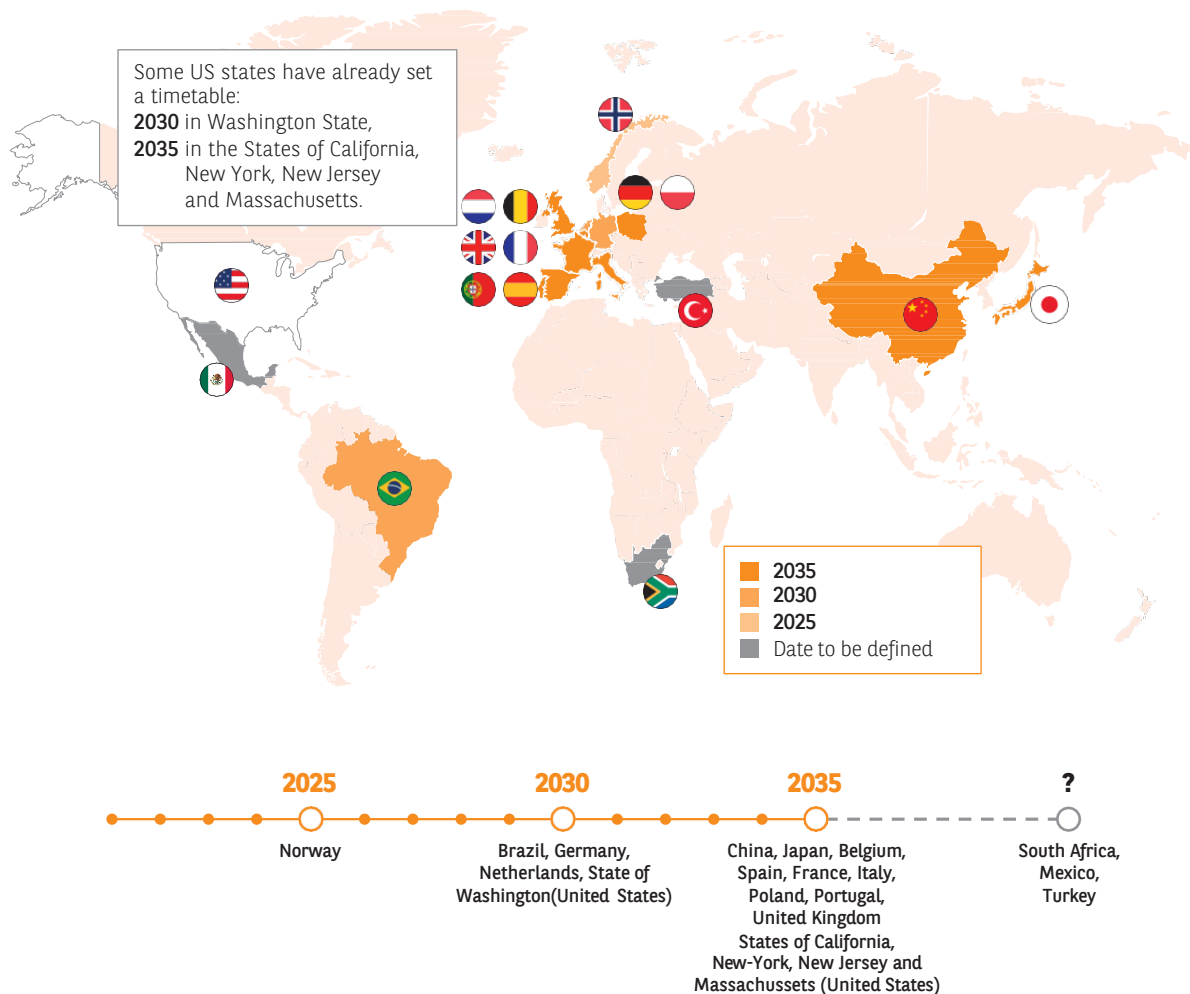 Some US states have already set
a timetable:
2030 in Washington State,
2035 in the States of California,
New York, New Jersey
and Massachusetts.
2035
2030
2025
Date to be defined
2025
2030
2035
?
Norway
Brazil, Germany,
Netherlands, State of
Washington(United States)
China, Japan, Belgium,
Spain, France, Italy,
Poland, Portugal,
United Kingdom
States of California,
New-York, New Jersey and
Massachussets (United States)
South Africa,
Mexico,
Turkey